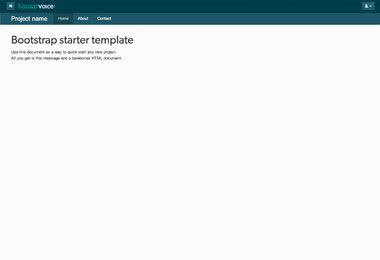 bazaarvoice:
Project name Home About Contact
Bootstrap starter template
Use this document as a way to quick start any new project.
All you get is this message and a barebones HTML document.